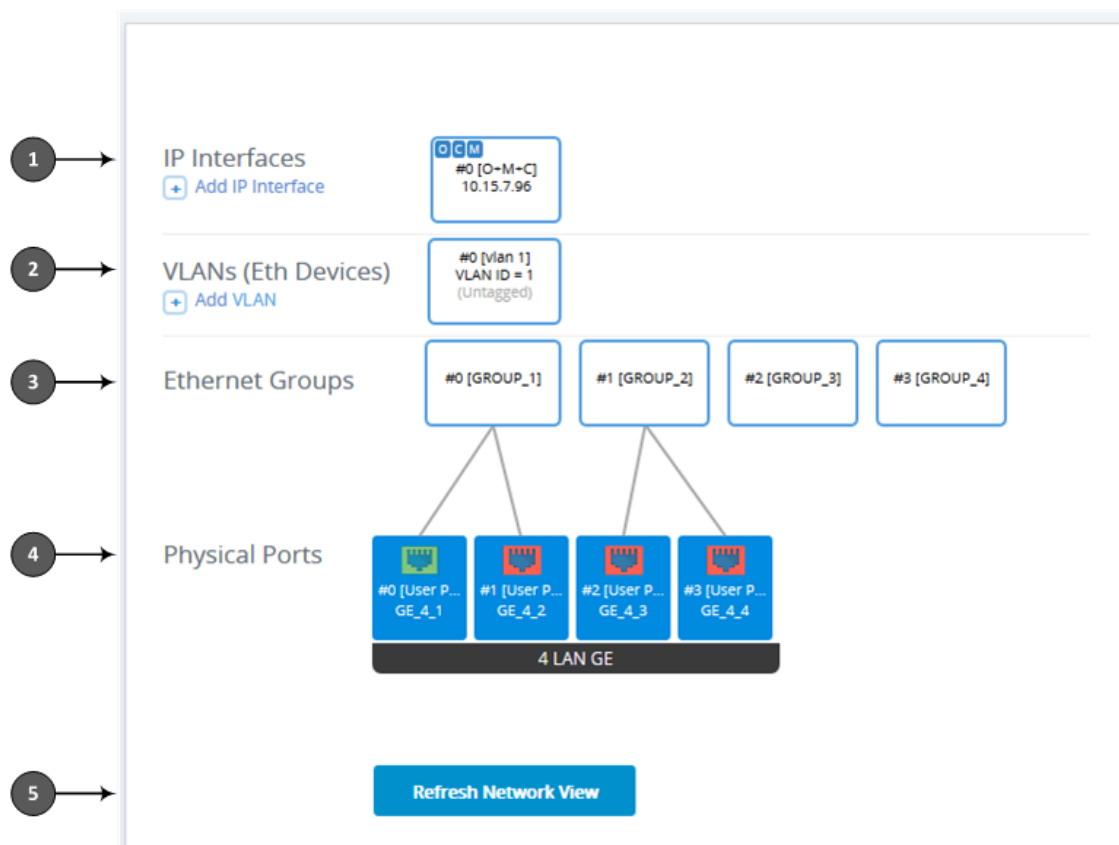 1
IP Interfaces
+ Add IP Interface
O C M
#0 [O+M+C]
10.15.7.96
2
VLANs (Eth Devices)
+ Add VLAN
#0 [vlan 1]
VLAN ID = 1
(Untagged)
3
Ethernet Groups
#0 [GROUP_1]
#1 [GROUP_2]
#2 [GROUP_3]
#3 [GROUP_4]
4
Physical Ports
#0 [User P...
GE_4_1
#1 [User P...
GE_4_2
#2 [User P...
GE_4_3
#3 [User P...
GE_4_4
4 LAN GE
5
Refresh Network View